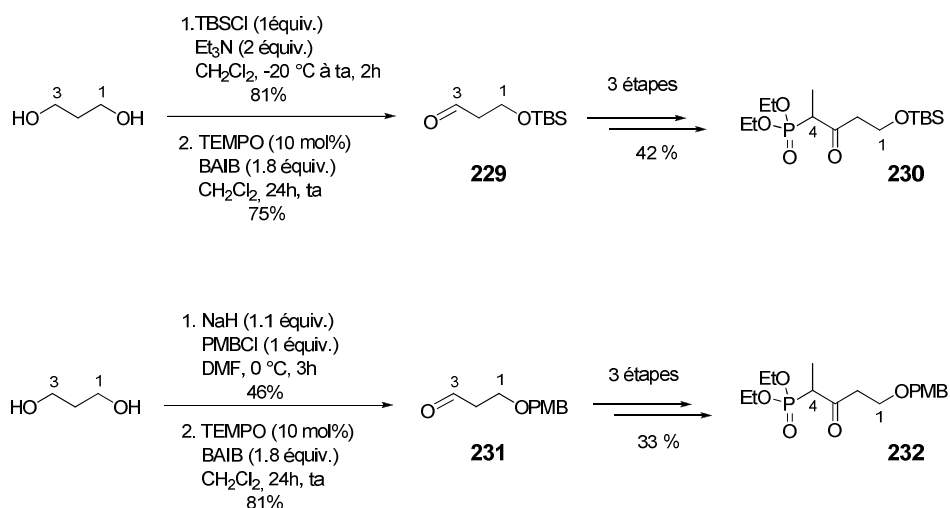 1.TBSCl (1équiv.)
Et3N (2 équiv.)
CH2Cl2, -20 °C à ta, 2h
81%
2. TEMPO (10 mol%)
BAIB (1.8 équiv.)
CH2Cl2, 24h, ta
75%
HO 3 1 OH
3 1
O OTBS
229
3 étapes
42 %
EtO
EtO P 4 OTBS
O O 1
230
1. NaH (1.1 équiv.)
PMBCl (1 équiv.)
DMF, 0 °C, 3h
46%
2. TEMPO (10 mol%)
BAIB (1.8 équiv.)
CH2Cl2, 24h, ta
81%
HO 3 1 OH
3 1
O OPMB
231
3 étapes
33 %
EtO
EtO P 4 OPMB
O O 1
232